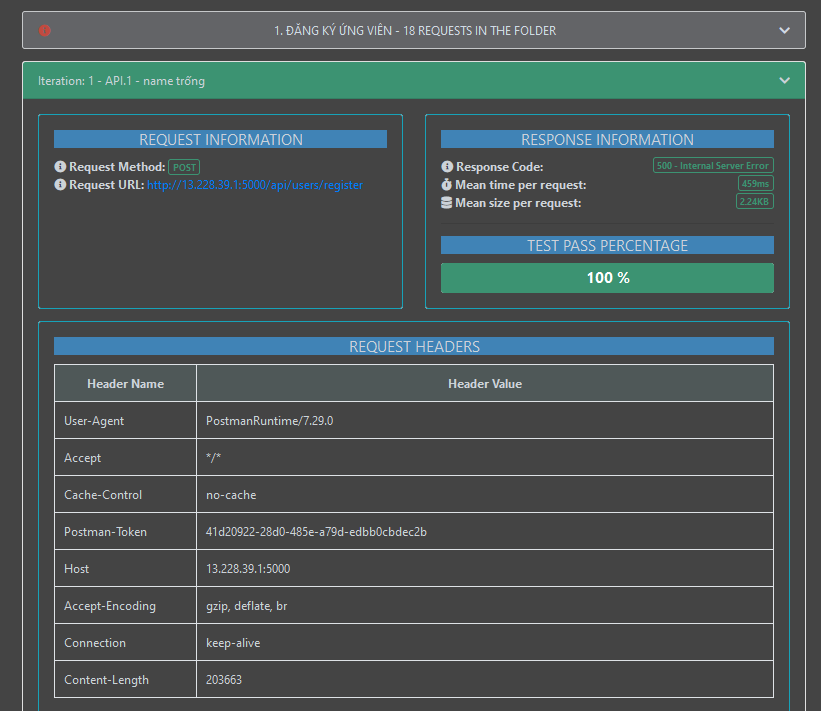 1. ĐĂNG KÝ ỨNG VIÊN - 18 REQUESTS IN THE FOLDER
Iteration: 1 - API.1 - name trống
REQUEST INFORMATION
Request Method: POST
Request URL: http://13.228.39.1:5000/api/users/register
RESPONSE INFORMATION
Response Code: 500 - Internal Server Error
Mean time per request: 459ms
Mean size per request: 2.24KB
TEST PASS PERCENTAGE
100 %
REQUEST HEADERS
Header Name Header Value
User-Agent PostmanRuntime/7.29.0
Accept */*
Cache-Control no-cache
Postman-Token 41d20922-28d0-485e-a79d-edbb0cbdec2b
Host 13.228.39.1:5000
Accept-Encoding gzip, deflate, br
Connection keep-alive
Content-Length 203663